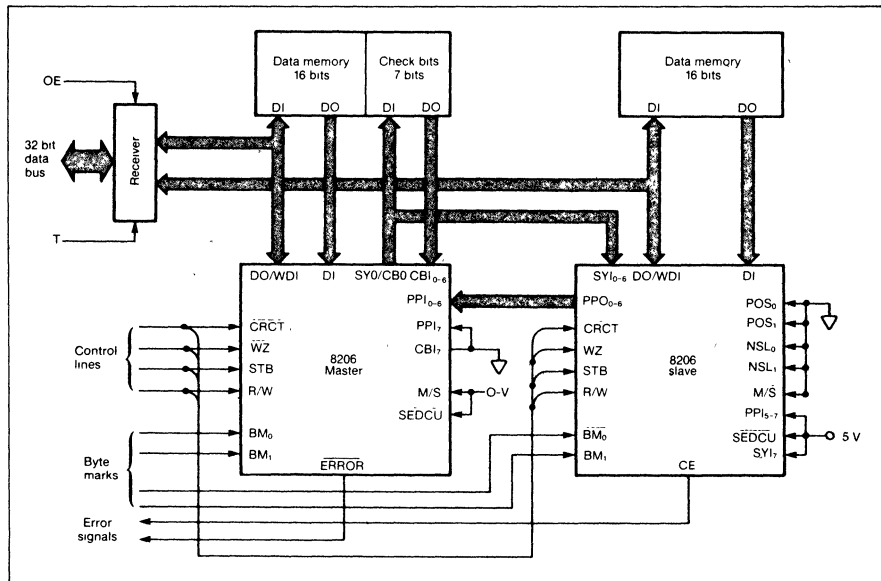 Data memory
16 bits
DI DO
Check bits
7 bits
DI DO
Data memory
16 bits
DI DO
OE
32 bit
data
bus
Receiver
T
DO/WDI DI SY0/CB0 CBI₀₋₆
PPI₀₋₆
CRCT
WZ
STB
R/W
BM₀
BM₁
8206
Master
PPI₇
CBI₇
M/S
SEDCU
O-V
ERROR
Control
lines
Byte
marks
Error
signals
SYI₀₋₆ DO/WDI DI
PPO₀₋₆
CRCT
WZ
STB
R/W
BM₀
BM₁
8206
slave
POS₀
POS₁
NSL₀
NSL₁
M/S
PPI₅₋₇
SEDCU
SYI₇
5 V
CE